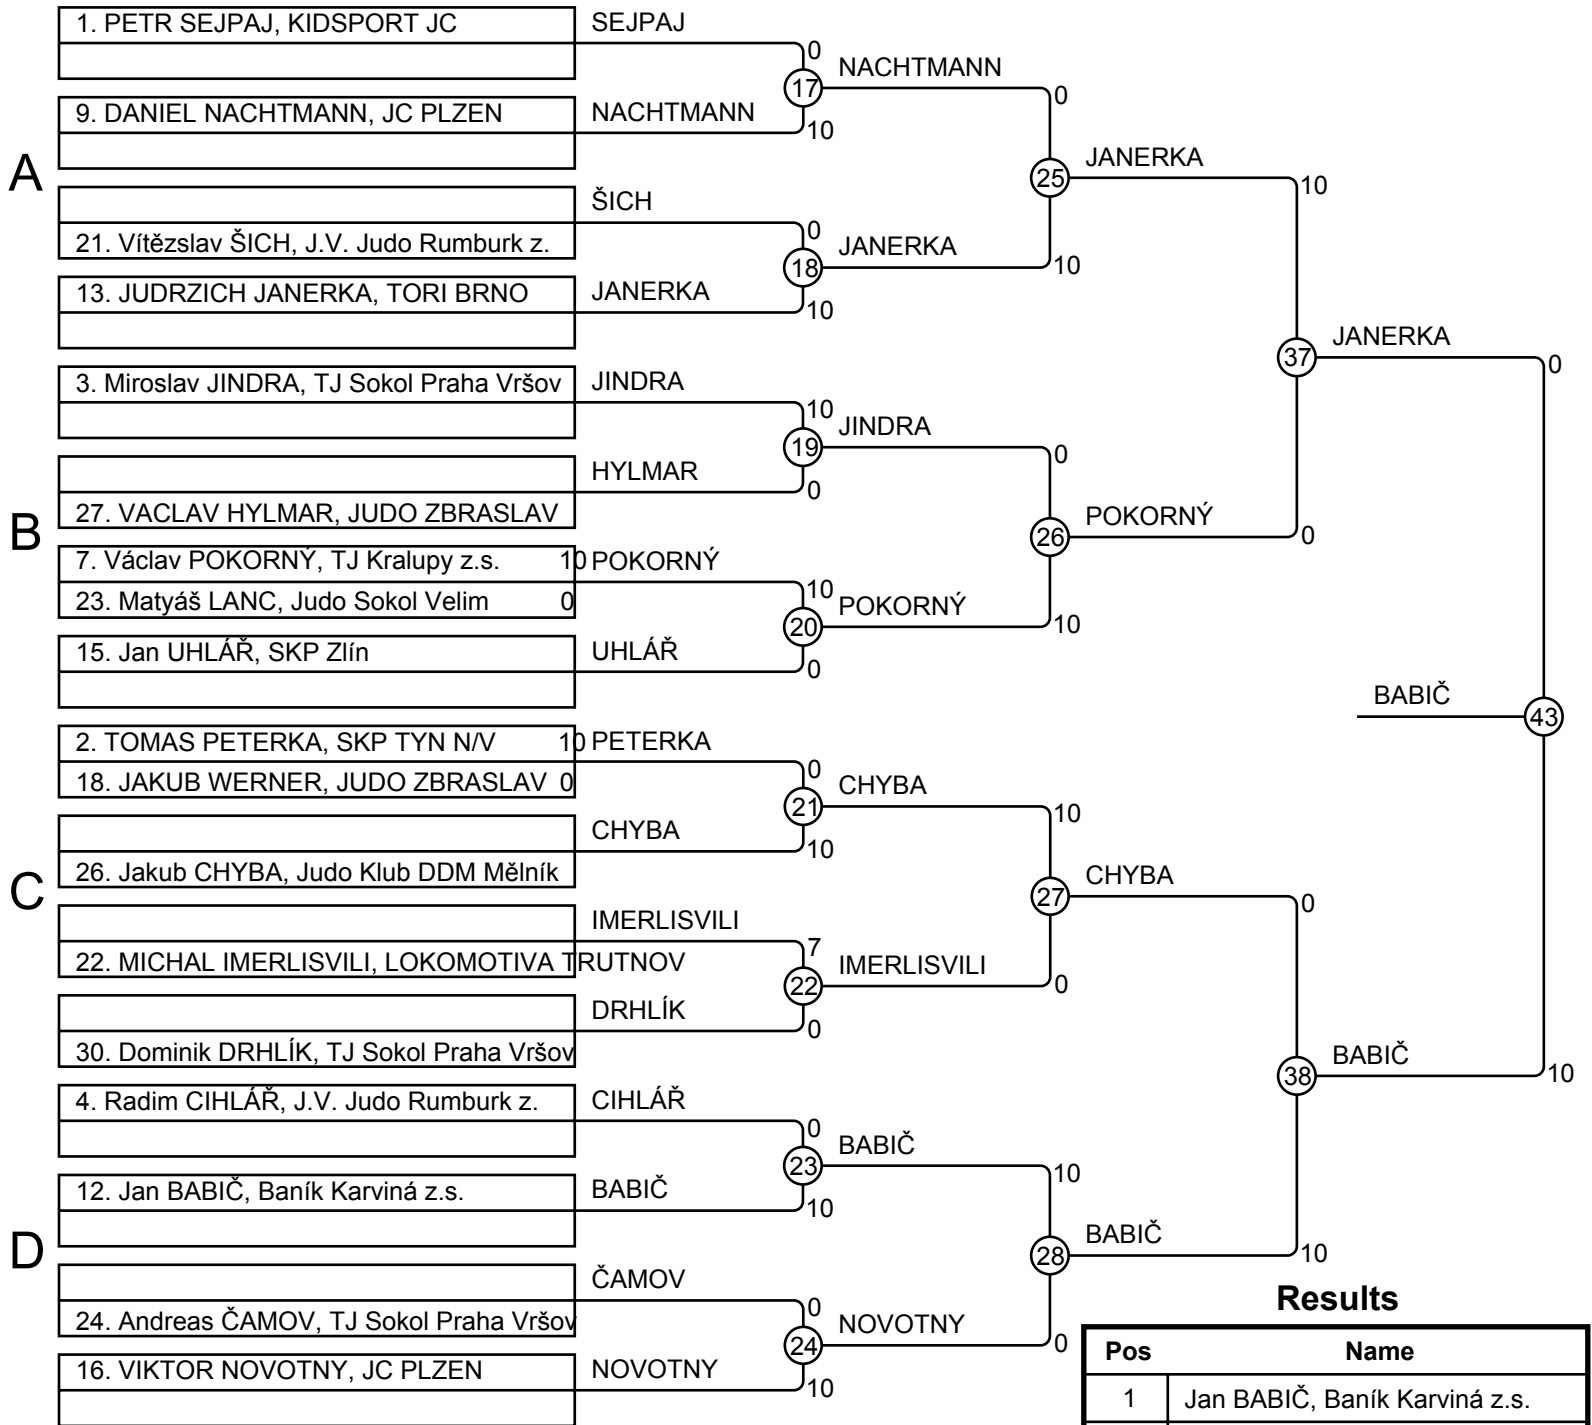 1. PETR SEJPAJ, KIDSPORT JC
SEJPAJ
0
17
NACHTMANN
9. DANIEL NACHTMANN, JC PLZEN
NACHTMANN
10
0
A
25
JANERKA
ŠICH
21. Vítězslav ŠICH, J.V. Judo Rumburk z.
0
18
JANERKA
10
10
13. JUDRZICH JANERKA, TORI BRNO
JANERKA
10
37
JANERKA
0
3. Miroslav JINDRA, TJ Sokol Praha Vršov
JINDRA
10
19
JINDRA
HYLMAR
0
0
27. VACLAV HYLMAR, JUDO ZBRASLAV
B
26
POKORNÝ
0
7. Václav POKORNÝ, TJ Kralupy z.s. 10
POKORNÝ
23. Matyáš LANC, Judo Sokol Velim 0
10
20
POKORNÝ
10
15. Jan UHLÁŘ, SKP Zlín
UHLÁŘ
0
BABIČ
43
2. TOMAS PETERKA, SKP TYN N/V 10
PETERKA
18. JAKUB WERNER, JUDO ZBRASLAV 0
0
21
CHYBA
10
CHYBA
10
26. Jakub CHYBA, Judo Klub DDM Mělník
C
27
CHYBA
0
IMERLISVILI
22. MICHAL IMERLISVILI, LOKOMOTIVA TRUTNOV
7
22
IMERLISVILI
0
DRHLÍK
0
30. Dominik DRHLÍK, TJ Sokol Praha Vršov
38
BABIČ
10
4. Radim CIHLÁŘ, J.V. Judo Rumburk z.
CIHLÁŘ
0
23
BABIČ
10
12. Jan BABIČ, Baník Karviná z.s.
BABIČ
10
D
28
BABIČ
10
ČAMOV
24. Andreas ČAMOV, TJ Sokol Praha Vršov
0
24
NOVOTNY
0
16. VIKTOR NOVOTNY, JC PLZEN
NOVOTNY
10
Results
Pos Name
1 Jan BABIČ, Baník Karviná z.s.